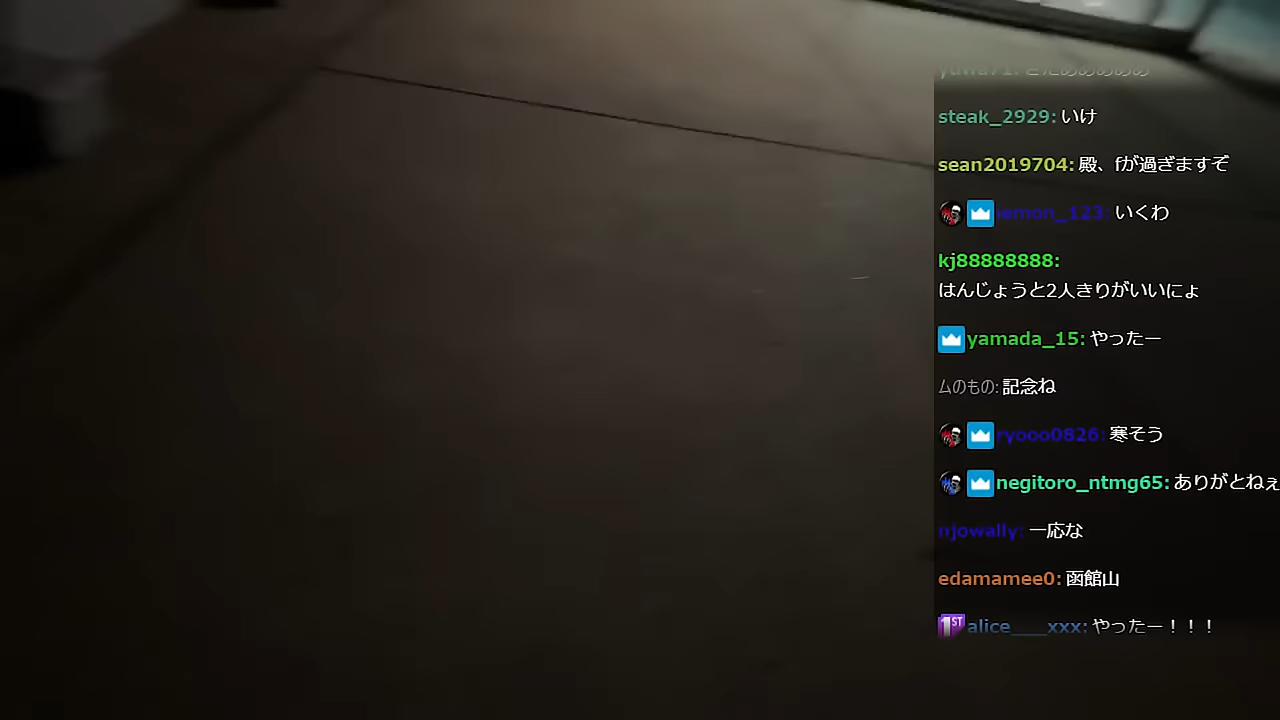 steak_2929: いけ
sean2019704: 殿、fが過ぎますぞ
emon_123: いくわ
kj88888888:
はんじょうと2人きりがいいにょ
yamada_15: やったー
ムのもの: 記念ね
ryooo0826: 寒そう
negitoro_ntmg65: ありがとねぇ
njowally: 一応な
edamamee0: 函館山
1ST alice___xxx: やったー！！！